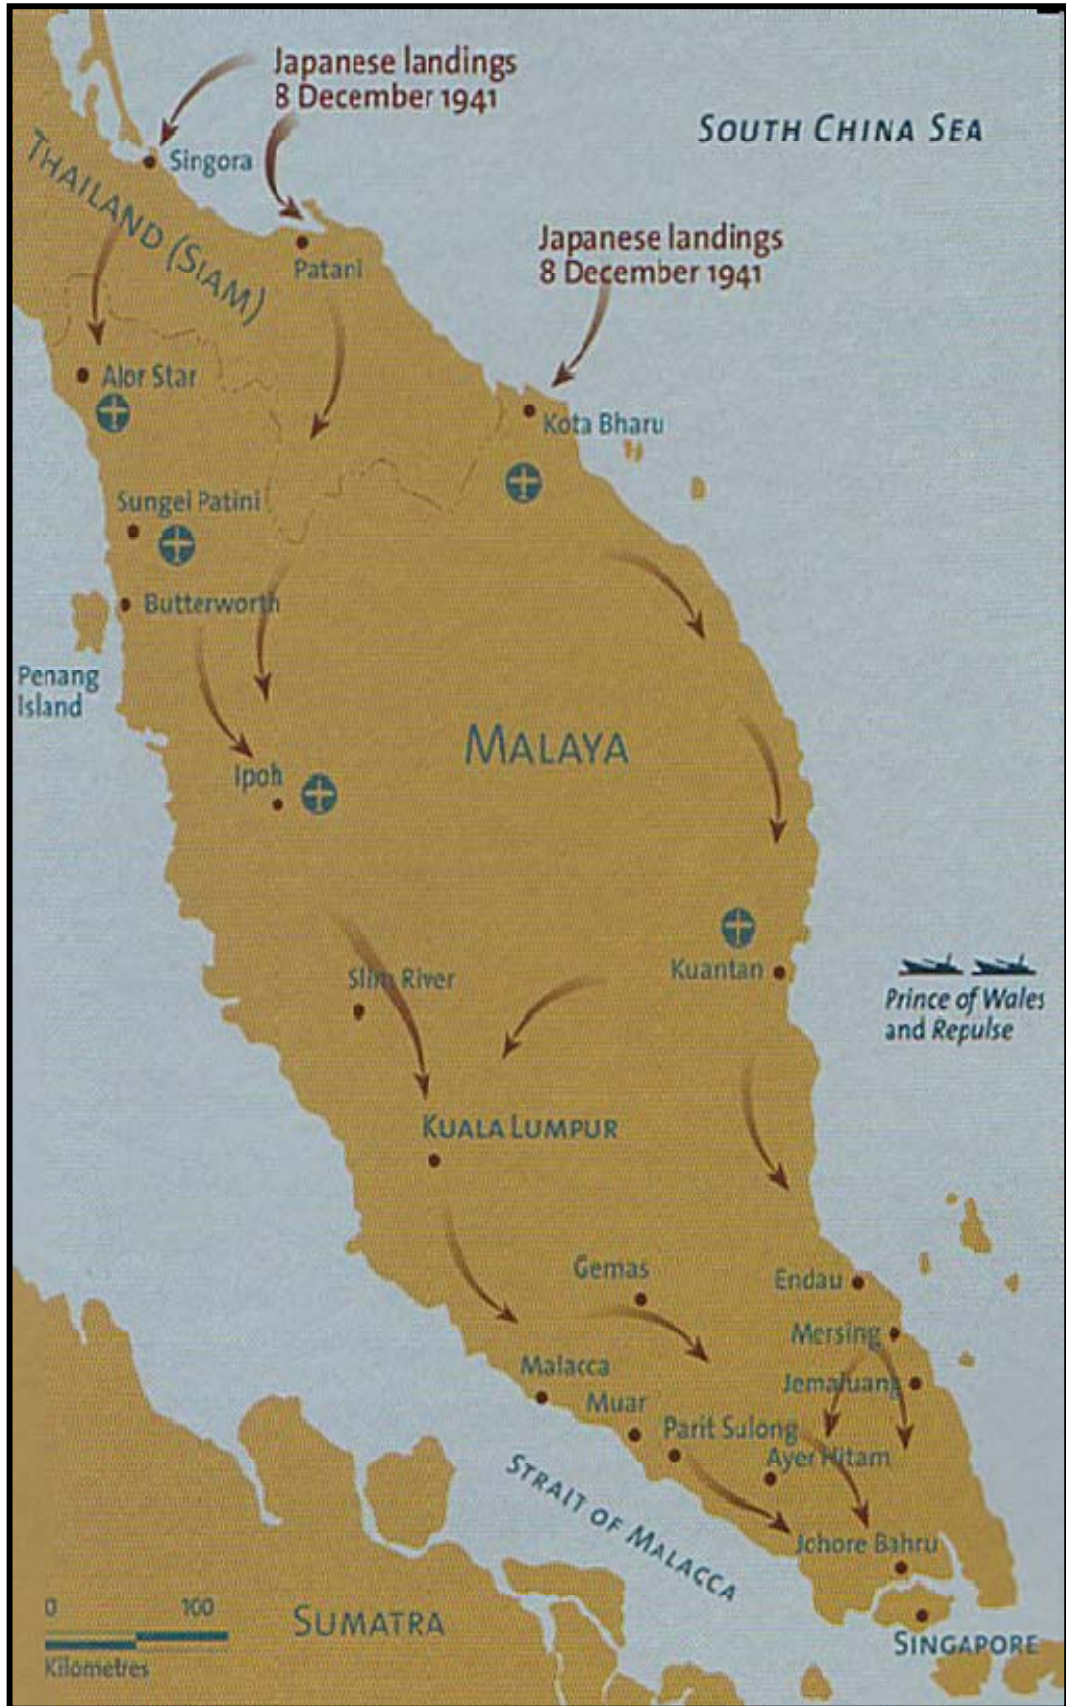 Japanese landings
8 December 1941
SOUTH CHINA SEA
Singora
THAILAND (SIAM)
Patani
Japanese landings
8 December 1941
Alor Star
Kota Bharu
Sungei Patini
Butterworth
Penang
Island
MALAYA
Ipoh
Kuantan
Slim River
Prince of Wales
and Repulse
KUALA LUMPUR
Gemas
Endau
Mersing
Malacca
Jemaluang
Muar
Parit Sulong
Ayer Hitam
STRAIT OF MALACCA
Johore Bahru
0 100
Kilometres
SUMATRA
SINGAPORE